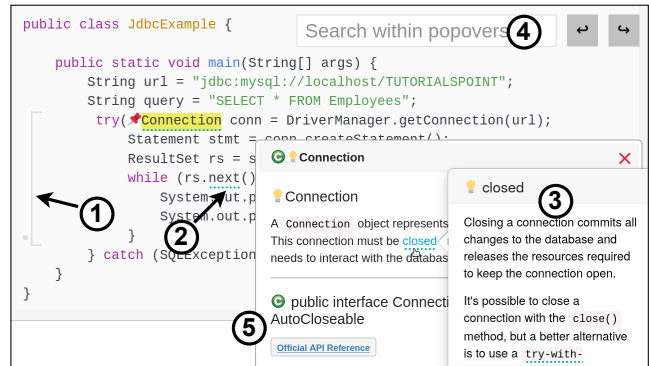 public class JdbcExample {
Search within popovers
4
public static void main(String[] args) {
String url = "jdbc:mysql://localhost/TUTORIALSPOINT";
String query = "SELECT * FROM Employees";
try(Connection conn = DriverManager.getConnection(url);
Statement stmt = conn.createStatement();
ResultSet rs = s
while (rs.next()
System.out.p
System.out.p
}
} catch (SQLException
}
}
1
2
C Connection
Connection
A Connection object represents
This connection must be closed
needs to interact with the databas
C public interface Connecti
AutoCloseable
5
Official API Reference
closed
3
Closing a connection commits all
changes to the database and
releases the resources required
to keep the connection open.
It's possible to close a
connection with the close()
method, but a better alternative
is to use a try-with-